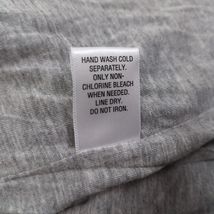 HAND WASH COLD
SEPARATELY.
ONLY NON-
CHLORINE BLEACH
WHEN NEEDED.
LINE DRY.
DO NOT IRON.